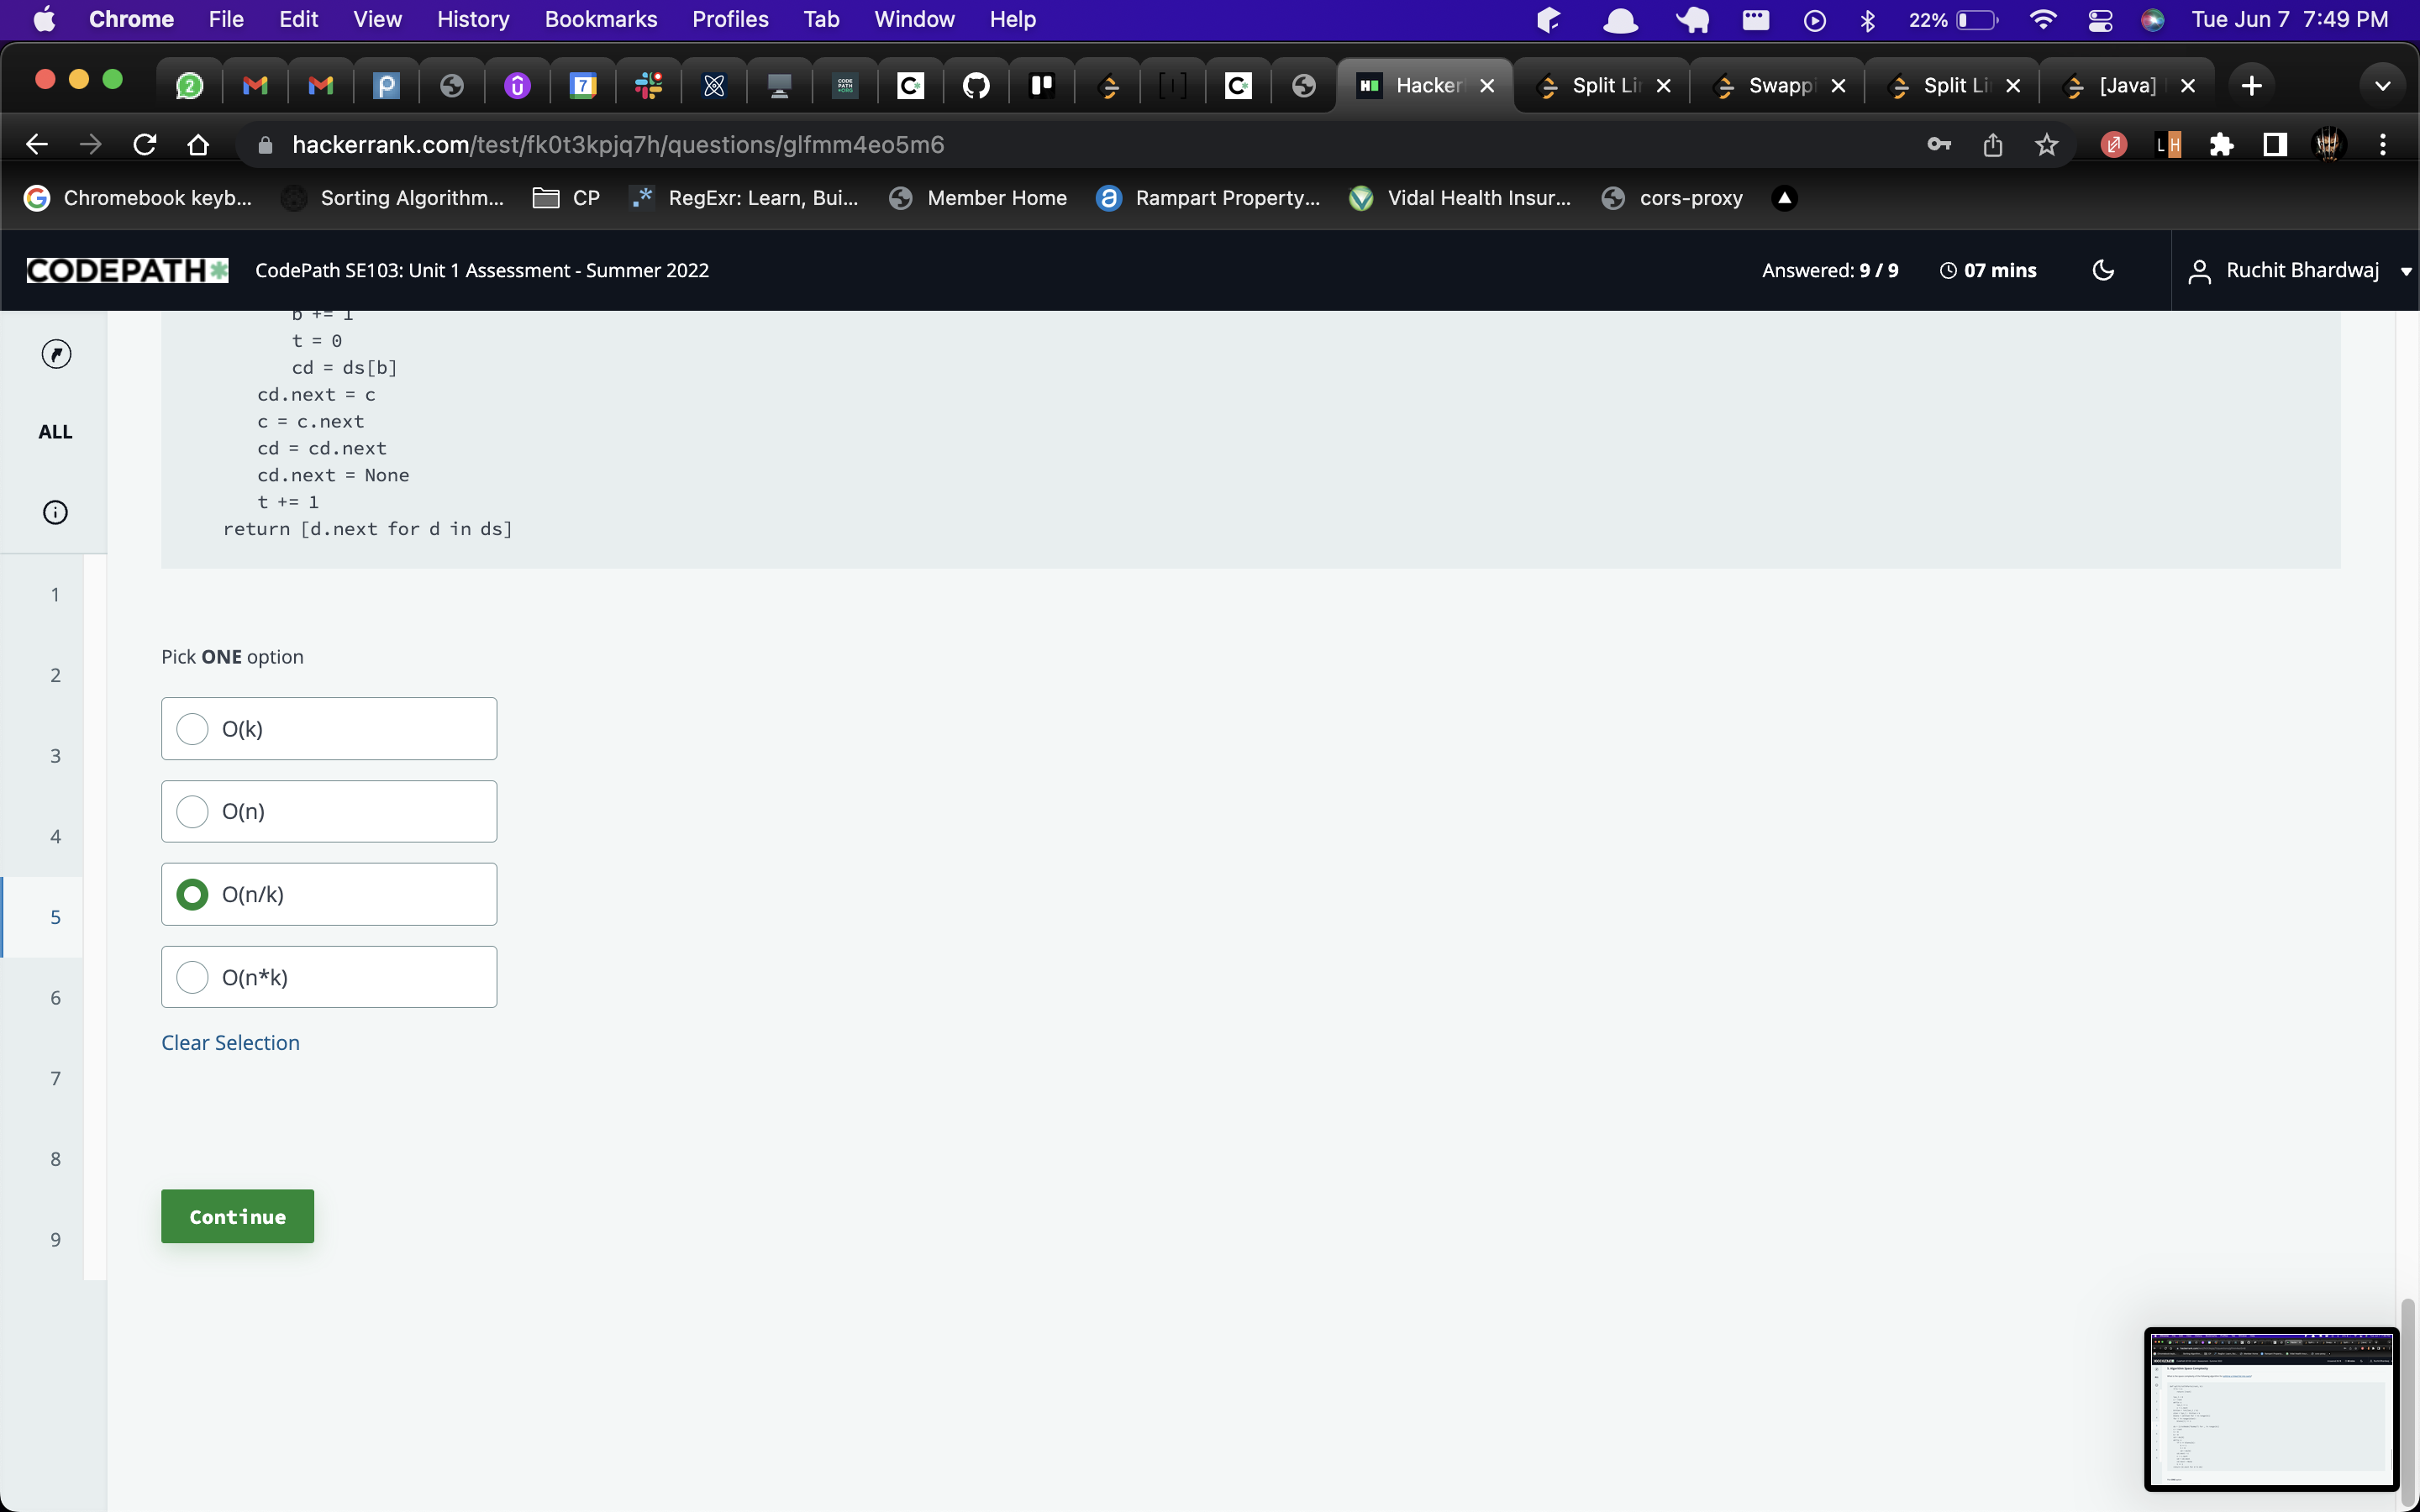 Chrome File Edit View History Bookmarks Profiles Tab Window Help 22% Tue Jun 7 7:49 PM
2 7 Hacker Split Li Swappi Split Li [Java]
hackerrank.com/test/fk0t3kpjq7h/questions/glfmm4eo5m6
Chromebook keyb... Sorting Algorithm... CP RegExr: Learn, Bui... Member Home Rampart Property... Vidal Health Insur... cors-proxy
CODEPATH* CodePath SE103: Unit 1 Assessment - Summer 2022 Answered: 9 / 9 07 mins Ruchit Bhardwaj
b += 1
t = 0
cd = ds[b]
cd.next = c
c = c.next
cd = cd.next
cd.next = None
t += 1
return [d.next for d in ds]
ALL
1
2
3
4
5
6
7
8
9
Pick ONE option
O(k)
O(n)
O(n/k)
O(n*k)
Clear Selection
Continue